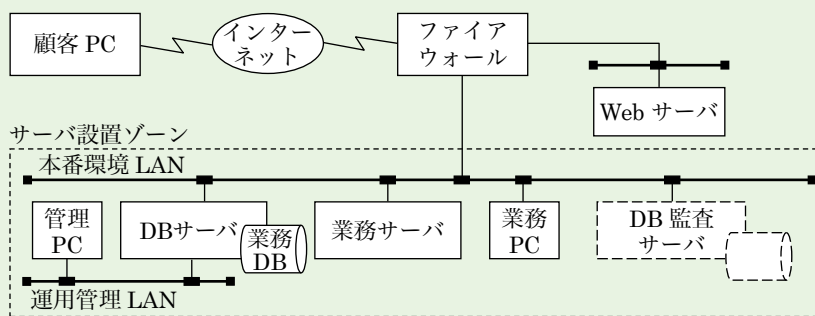 顧客 PC
インター
ネット
ファイア
ウォール
Web サーバ
サーバ設置ゾーン
本番環境 LAN
管理
PC
DBサーバ
業務
DB
業務サーバ
業務
PC
DB 監査
サーバ
運用管理 LAN